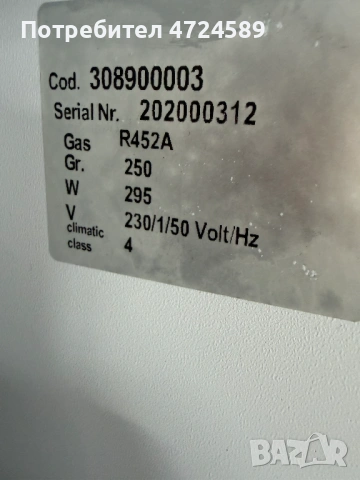 Потребител 4724589
Cod. 308900003
Serial Nr. 202000312
Gas R452A
Gr. 250
W 295
V 230/1/50 Volt/Hz
climatic
class 4
BAZAR